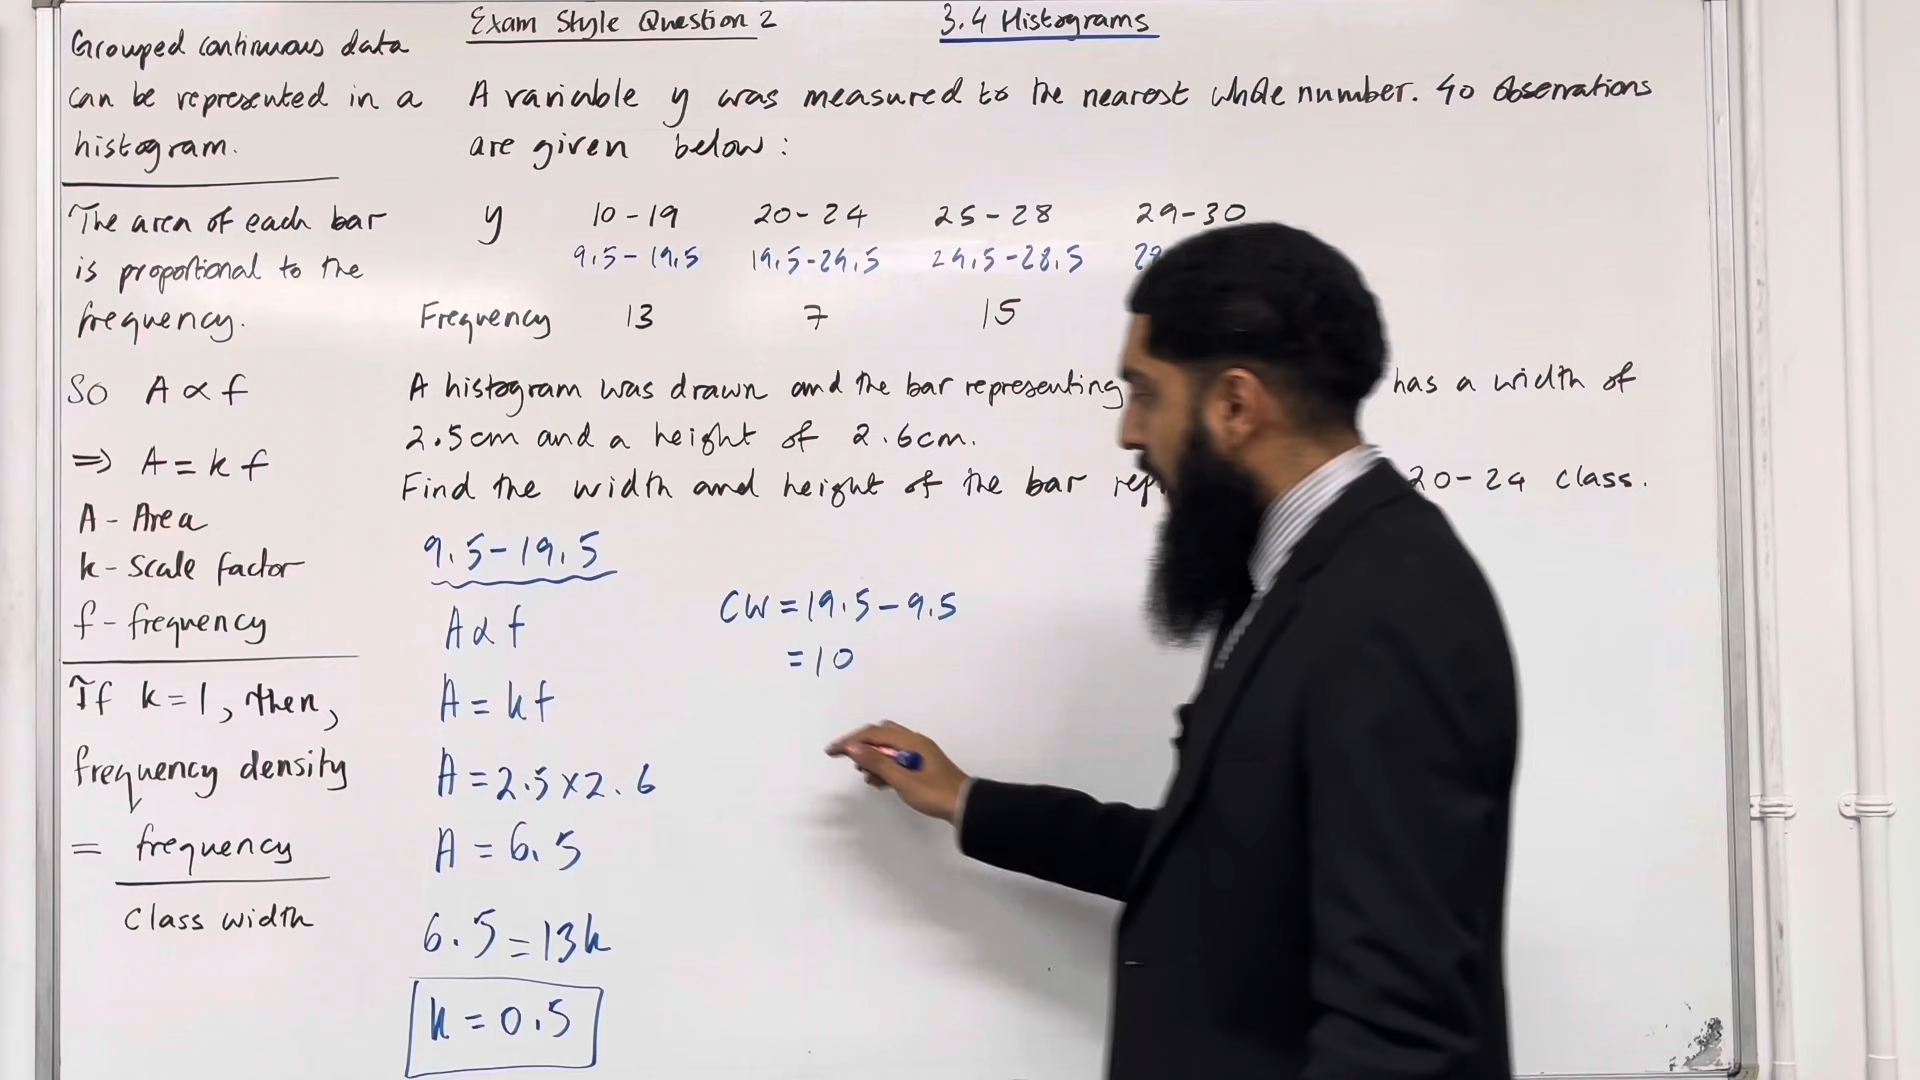 Exam Style Question 2
3.4 Histograms
Grouped continuous data
can be represented in a
histogram.
The area of each bar
is proportional to the
frequency.
So A ∝ f
⇒ A = k f
A - Area
k - scale factor
f - frequency
If k = 1, then,
frequency density
= frequency
class width
A variable y was measured to the nearest whole number. 40 observations
are given below:
y 10-19 20-24 25-28 29-30
9.5-19.5 19.5-24.5 24.5-28.5
Frequency 13 7 15
A histogram was drawn and the bar representing has a width of
2.5cm and a height of 2.6cm.
Find the width and height of the bar 20-24 class.
9.5-19.5
A ∝ f
A = kf
A = 2.5 x 2.6
A = 6.5
6.5 = 13k
k = 0.5
CW = 19.5 - 9.5
= 10